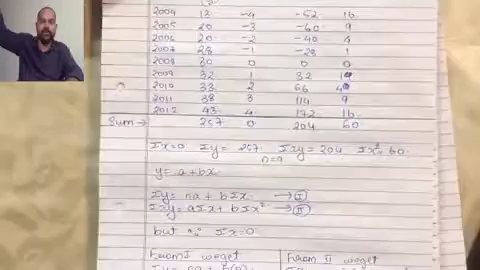 2004 13 -4 -52 16
2005 20 -3 -60 9
2006 20 -2 -40 4
2007 28 -1 -28 1
2008 30 0 0 0
2009 32 1 32 1
2010 33 2 66 4
2011 38 3 114 9
2012 43 4 172 16
Sum → 257 0 204 60
Σx=0 Σy= 257 Σxy = 204 Σx²= 60.
n=9
y= a+bx.
Σy= na + bΣx. → I
Σxy= aΣx + bΣx² → II
but as Σx=0.
From I we get From II we get
Σy = na +